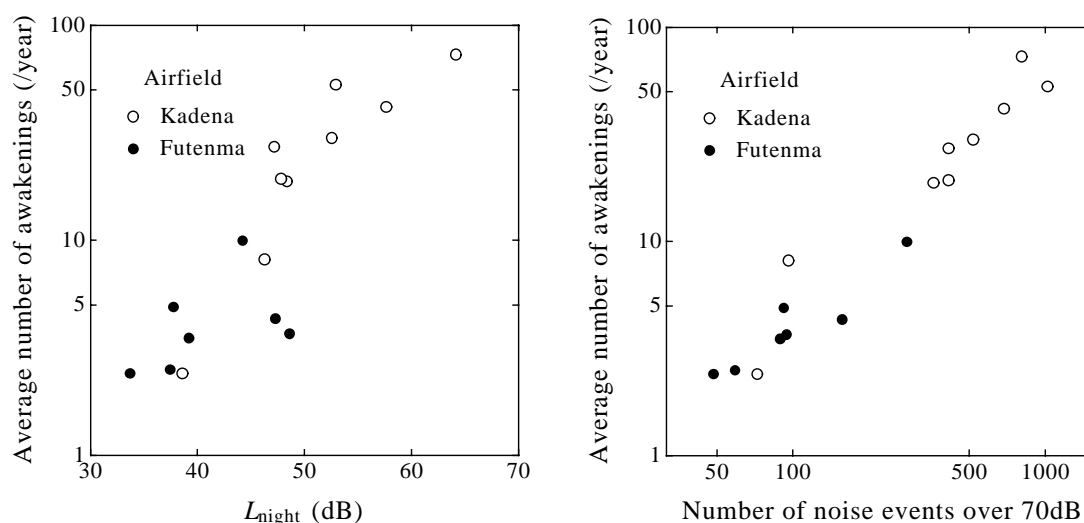 Average number of awakenings (/year)
100
50
10
5
1
Airfield
Kadena
Futenma
30
40
50
60
70
Lnight (dB)
Average number of awakenings (/year)
100
50
10
5
1
Airfield
Kadena
Futenma
50
100
500
1000
Number of noise events over 70dB